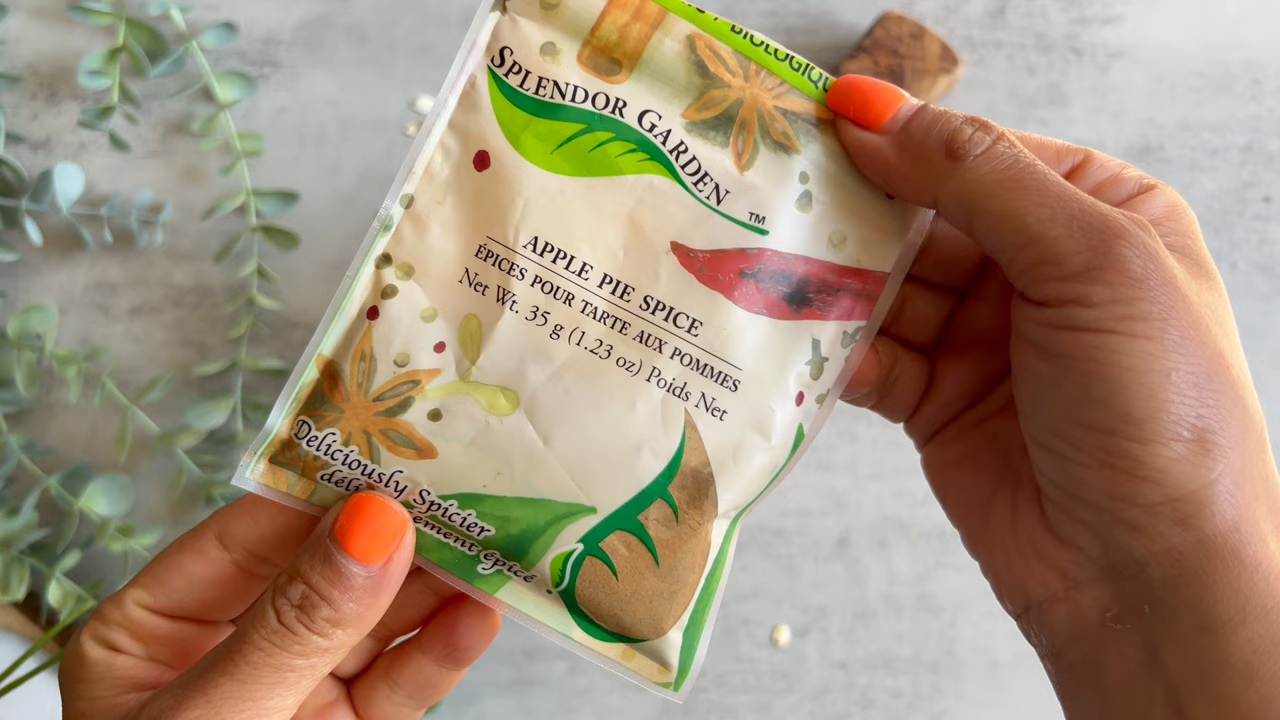 BIOLOGIQU
SPLENDOR GARDEN
TM
APPLE PIE SPICE
ÉPICES POUR TARTE AUX POMMES
Net Wt. 35 g (1.23 oz) Poids Net
Deliciously Spicier
ement épicé